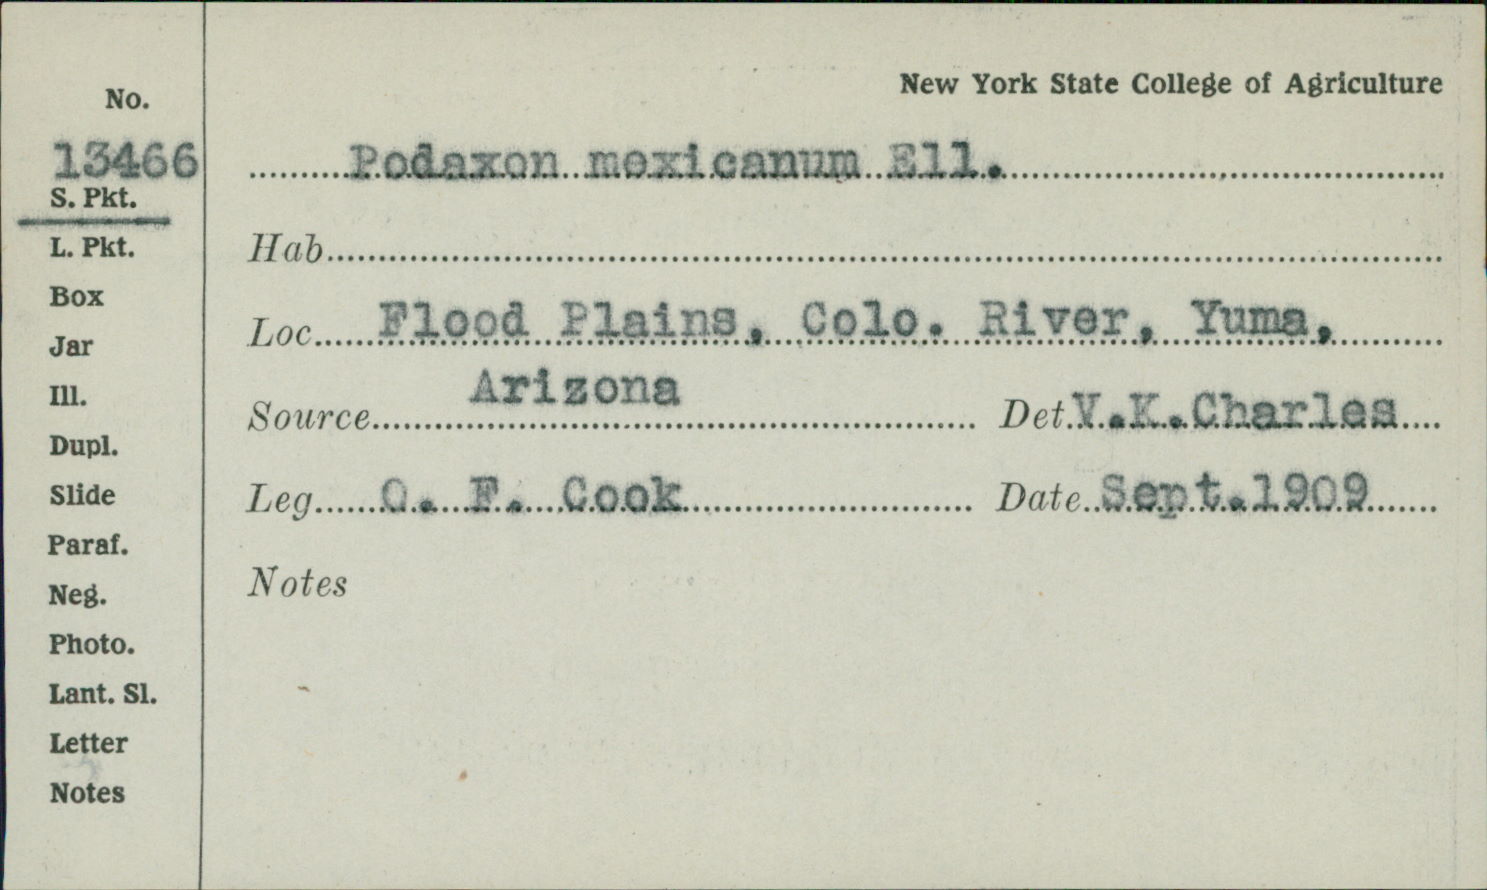 New York State College of Agriculture
No.
13466
Podaxon mexicanum Ell.
S. Pkt.
L. Pkt.
Hab
Box
Loc Flood Plains, Colo. River, Yuma,
Jar
Arizona
Ill.
Source Det. V.K.Charles
Dupl.
Slide
Leg O. F. Cook Date Sept.1909
Paraf.
Notes
Neg.
Photo.
Lant. Sl.
Letter
Notes